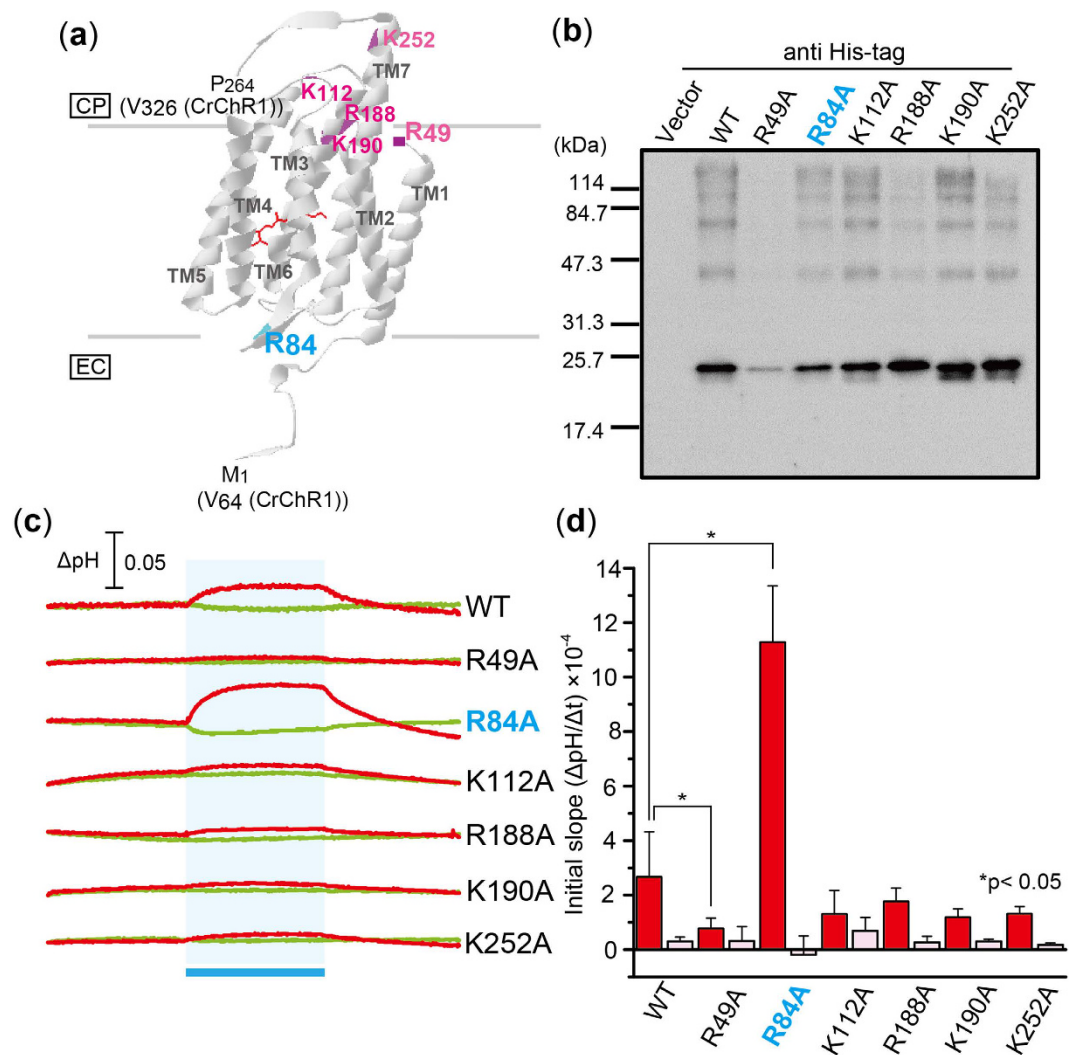 (a)
K252
TM7
P264
CP (V326 (CrChR1))
K112
R188
K190
R49
TM3
TM1
TM4
TM2
TM5
TM6
R84
EC
M1
(V64 (CrChR1))
(b)
anti His-tag
Vector WT R49A R84A K112A R188A K190A K252A
(kDa)
114
84.7
47.3
31.3
25.7
17.4
(c)
ΔpH 0.05
WT
R49A
R84A
K112A
R188A
K190A
K252A
(d)
Initial slope (ΔpH/Δt) ×10-4
14
12
10
8
6
4
2
0
*
*
*p< 0.05
WT R49A R84A K112A R188A K190A K252A